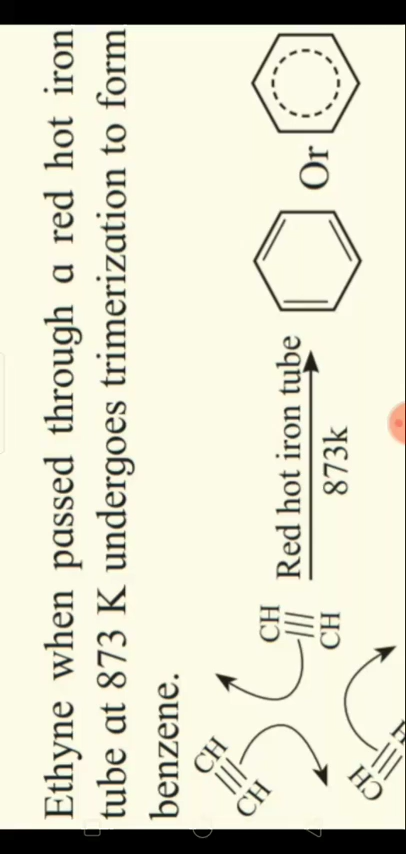 Ethyne when passed through a red hot iron
tube at 873 K undergoes trimerization to form
benzene.
CH
CH
CH
CH
CH
Red hot iron tube
873k
Or